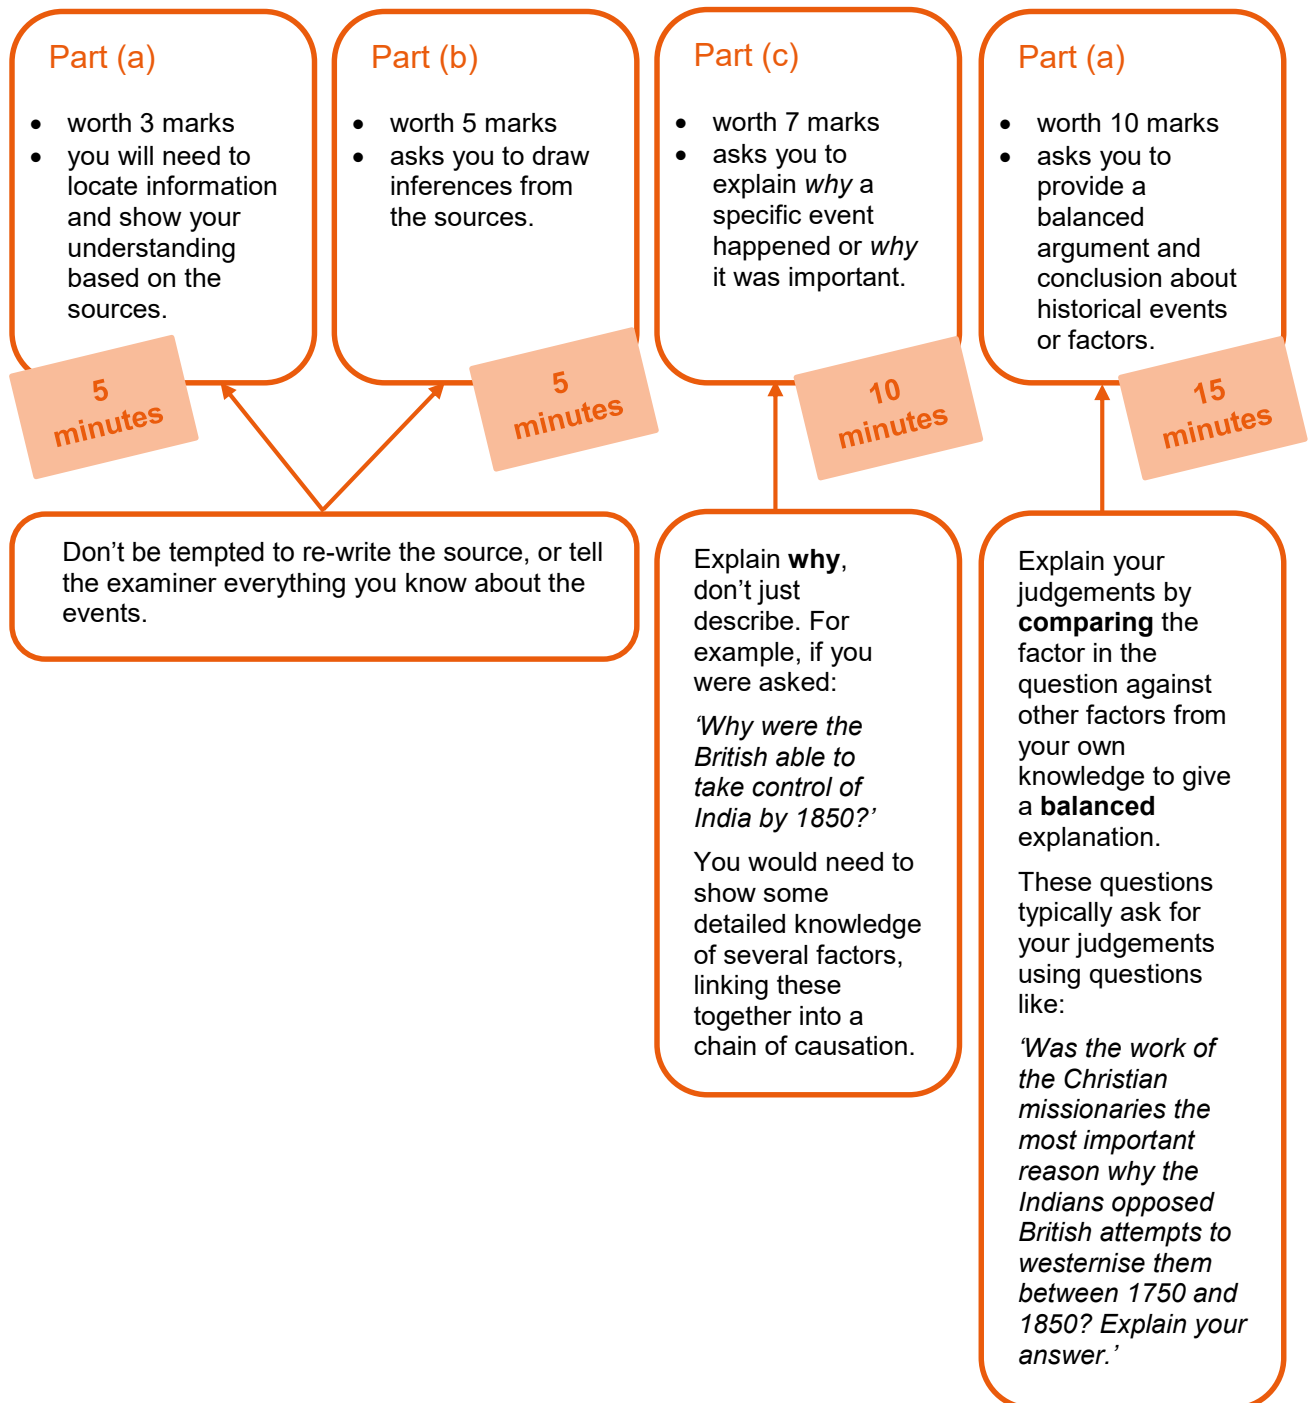 Part (a)
• worth 3 marks
• you will need to
locate information
and show your
understanding
based on the
sources.
5
minutes
Part (b)
• worth 5 marks
• asks you to draw
inferences from
the sources.
5
minutes
Part (c)
• worth 7 marks
• asks you to
explain why a
specific event
happened or why
it was important.
10
minutes
Part (a)
• worth 10 marks
• asks you to
provide a
balanced
argument and
conclusion about
historical events
or factors.
15
minutes
Don’t be tempted to re-write the source, or tell
the examiner everything you know about the
events.
Explain why,
don’t just
describe. For
example, if you
were asked:
‘Why were the
British able to
take control of
India by 1850?’
You would need to
show some
detailed knowledge
of several factors,
linking these
together into a
chain of causation.
Explain your
judgements by
comparing the
factor in the
question against
other factors from
your own
knowledge to give
a balanced
explanation.
These questions
typically ask for
your judgements
using questions
like:
‘Was the work of
the Christian
missionaries the
most important
reason why the
Indians opposed
British attempts to
westernise them
between 1750 and
1850? Explain your
answer.’